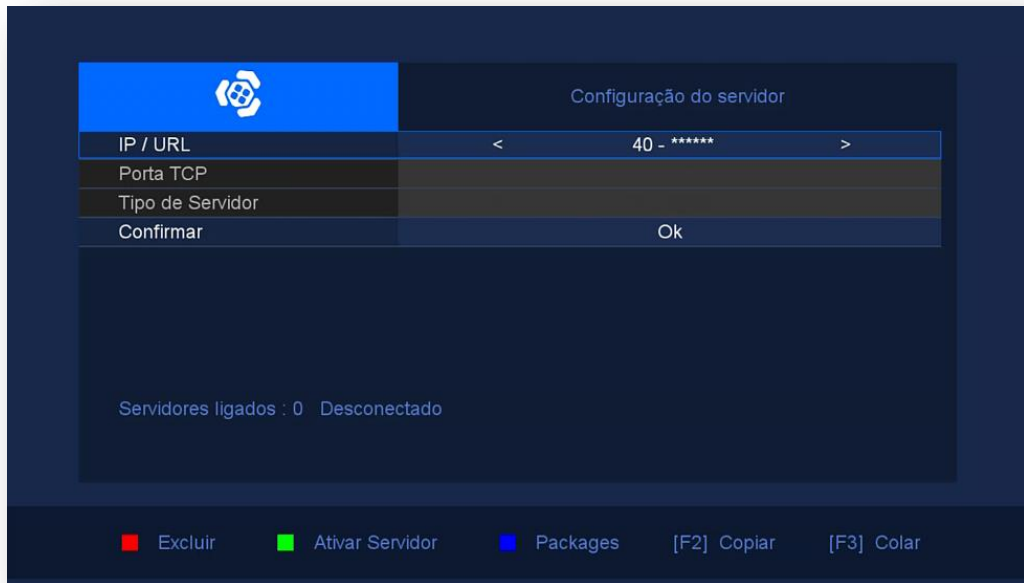 Configuração do servidor
IP / URL < 40 - ****** >
Porta TCP
Tipo de Servidor
Confirmar Ok
Servidores ligados : 0 Desconectado
Excluir Ativar Servidor Packages [F2] Copiar [F3] Colar